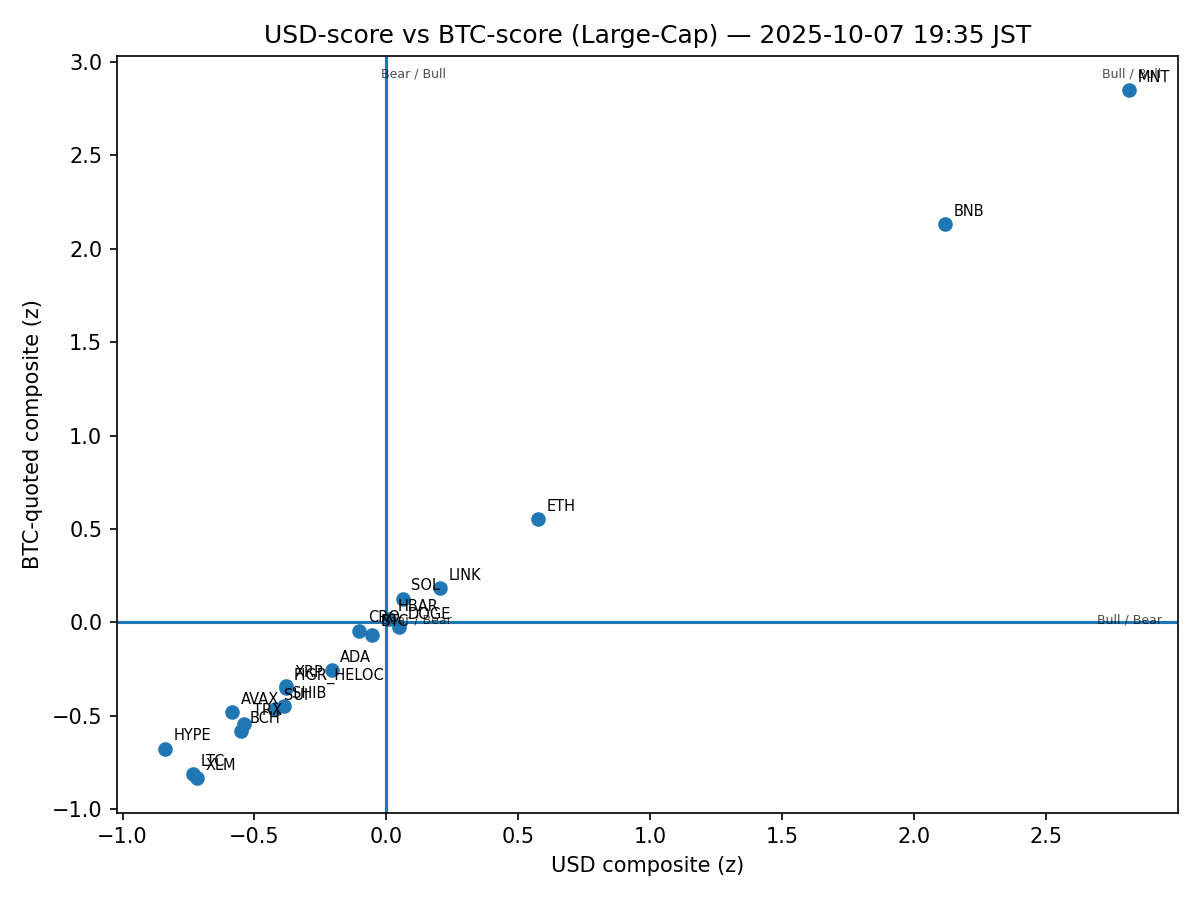 USD-score vs BTC-score (Large-Cap) — 2025-10-07 19:35 JST
3.0
2.5
2.0
1.5
1.0
0.5
0.0
−0.5
−1.0
BTC-quoted composite (z)
Bear / Bull
Bull / Bull
MNT
BNB
ETH
LINK
SOL
HBAR
DOGE
CRO
BTC
/ Bear
Bull / Bear
ADA
XRP
FIGR_HELOC
SHIB
SUI
AVAX
TRX
BCH
HYPE
LTC
XLM
−1.0
−0.5
0.0
0.5
1.0
1.5
2.0
2.5
USD composite (z)